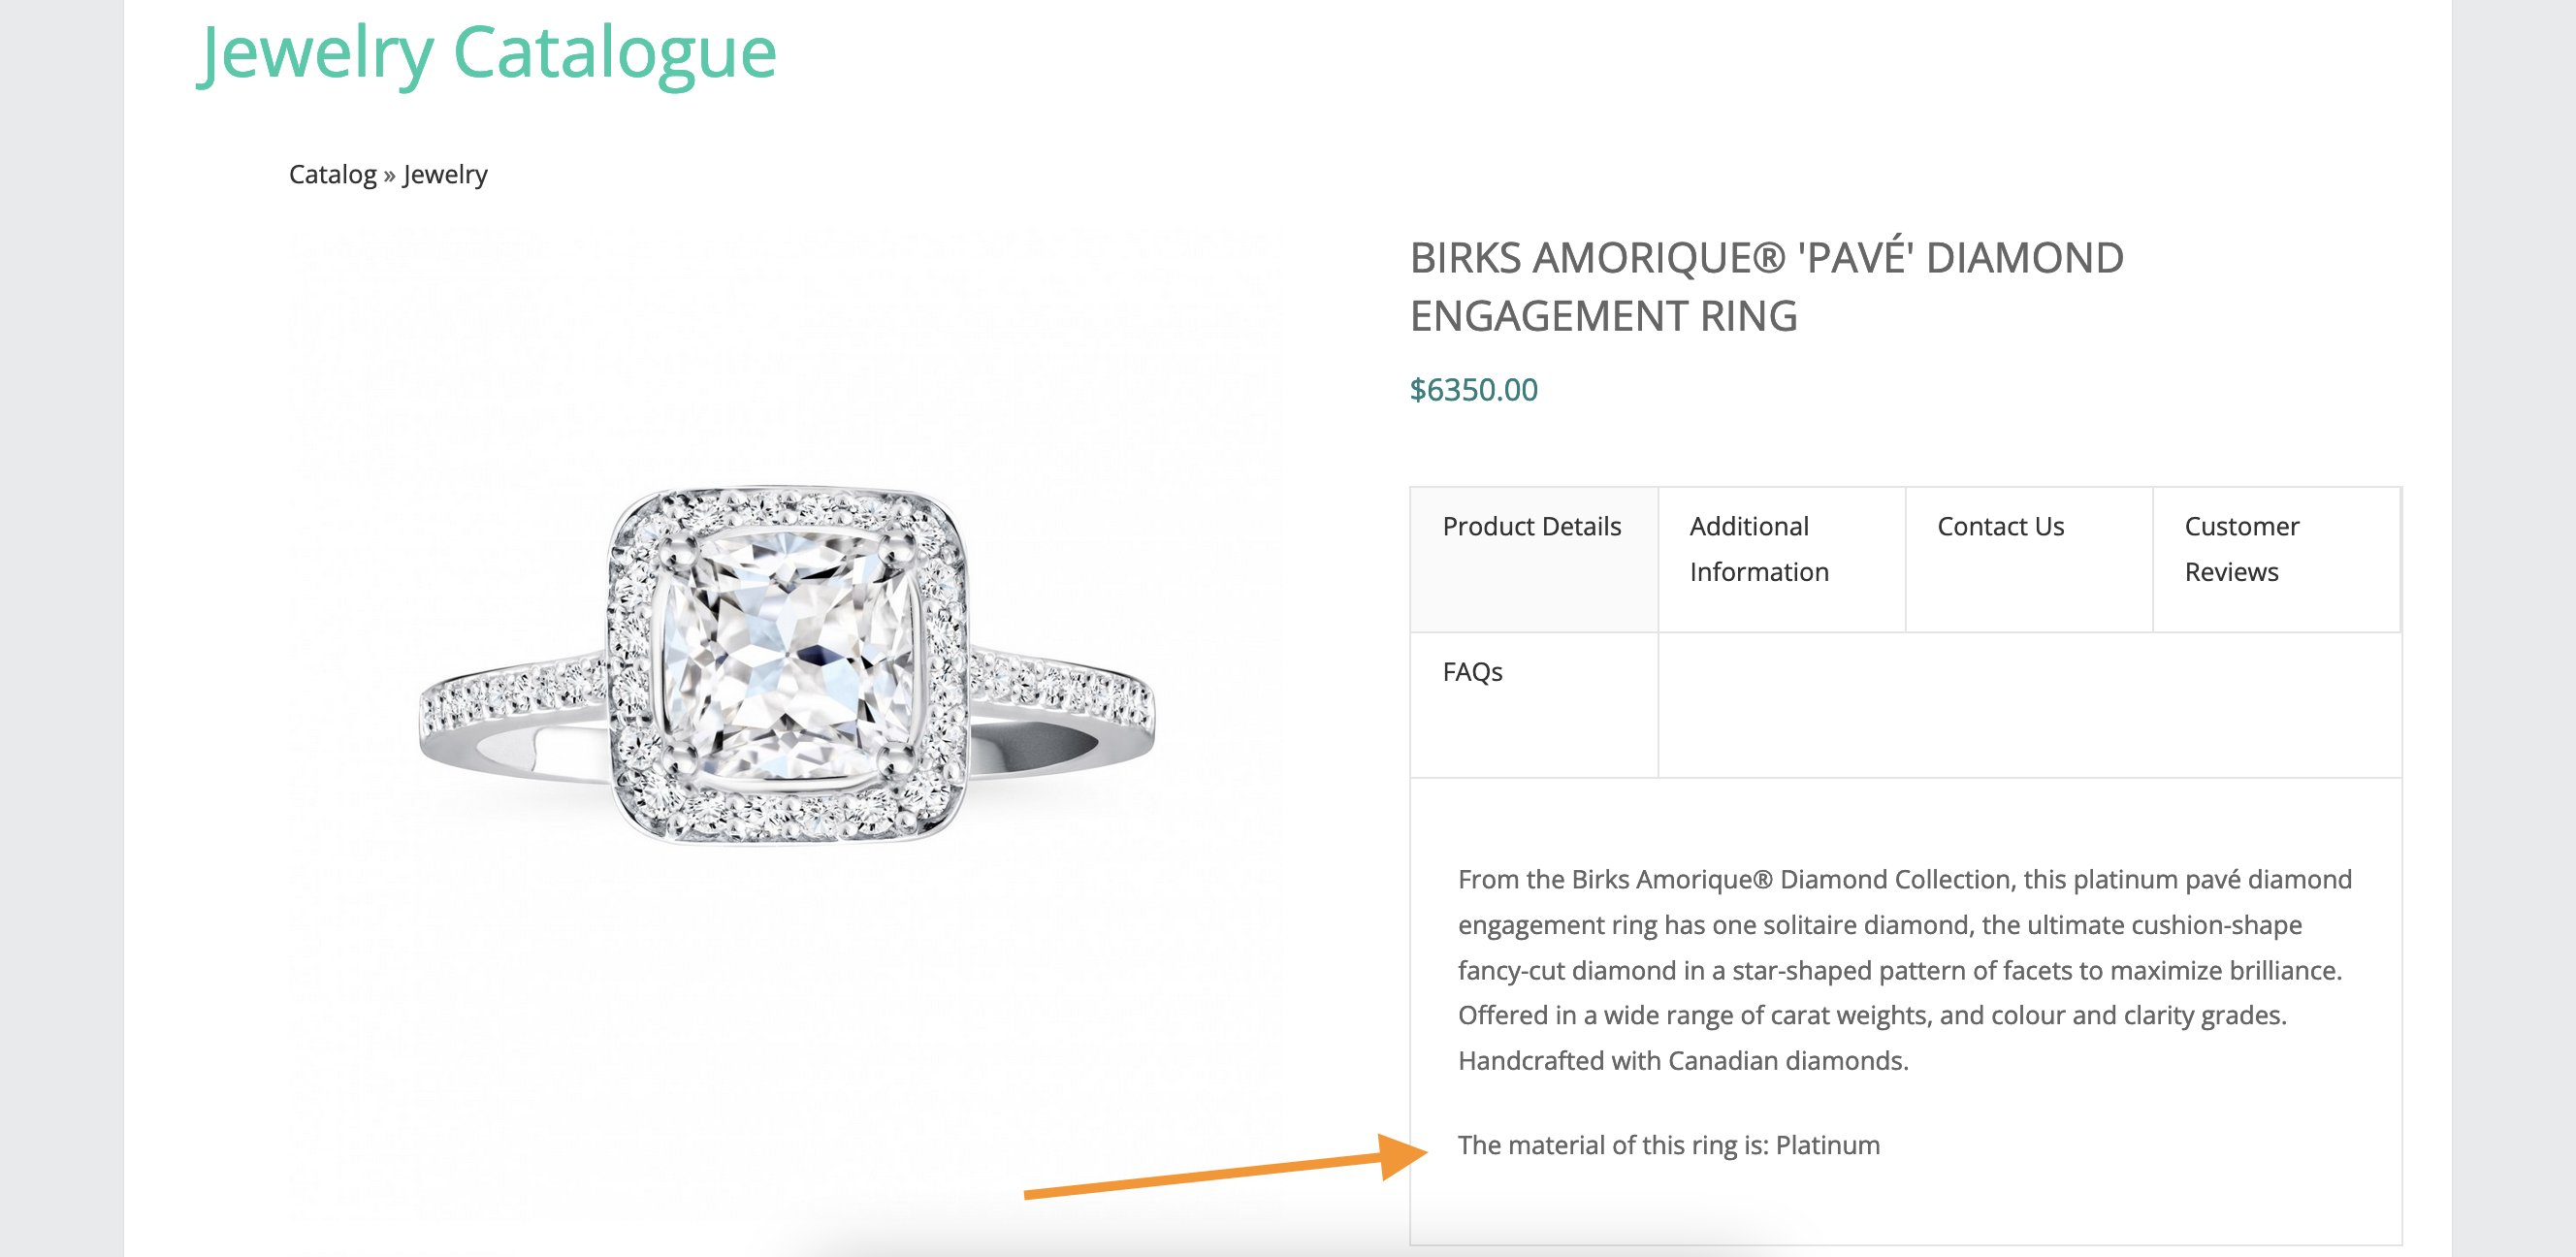 Jewelry Catalogue
Catalog » Jewelry
BIRKS AMORIQUE® 'PAVÉ' DIAMOND
ENGAGEMENT RING
$6350.00
Product Details
Additional
Information
Contact Us
Customer
Reviews
FAQs
From the Birks Amorique® Diamond Collection, this platinum pavé diamond
engagement ring has one solitaire diamond, the ultimate cushion-shape
fancy-cut diamond in a star-shaped pattern of facets to maximize brilliance.
Offered in a wide range of carat weights, and colour and clarity grades.
Handcrafted with Canadian diamonds.
The material of this ring is: Platinum